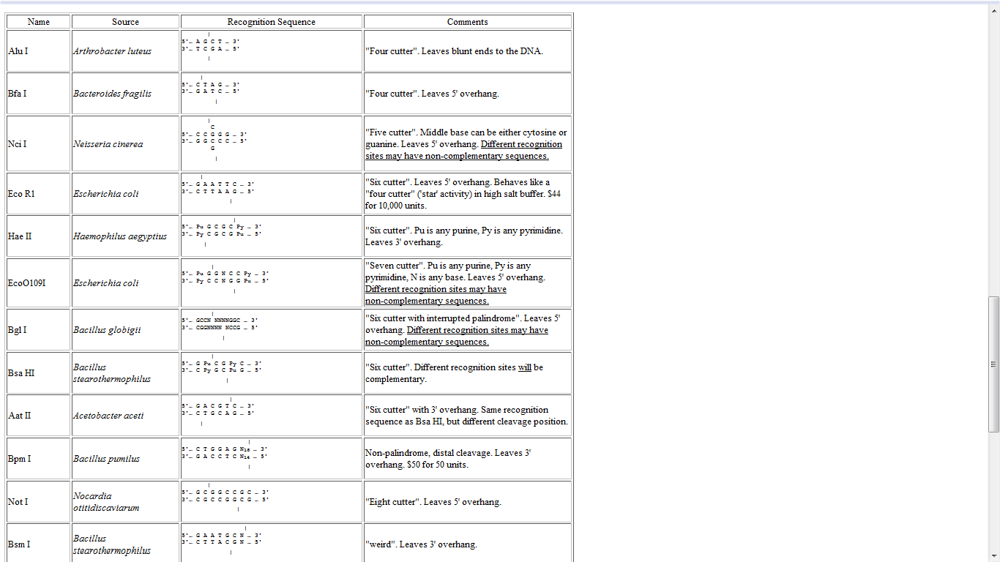 Name Source Recognition Sequence Comments
Alu I Arthrobacter luteus
|
5'… A G C T … 3'
3'… T C G A … 5'
|
"Four cutter". Leaves blunt ends to the DNA.
Bfa I Bacteroides fragilis
|
5'… C T A G … 3'
3'… G A T C … 5'
|
"Four cutter". Leaves 5' overhang.
Nci I Neisseria cinerea
|
C
5'… C C G G G … 3'
3'… G G C C C … 5'
G
|
"Five cutter". Middle base can be either cytosine or
guanine. Leaves 5' overhang. Different recognition
sites may have non-complementary sequences.
Eco R1 Escherichia coli
|
5'… G A A T T C … 3'
3'… C T T A A G … 5'
|
"Six cutter". Leaves 5' overhang. Behaves like a
"four cutter" ('star' activity) in high salt buffer. $44
for 10,000 units.
Hae II Haemophilus aegyptius
|
5'… Pu G C G C Py … 3'
3'… Py C G C G Pu … 5'
|
"Six cutter". Pu is any purine, Py is any pyrimidine.
Leaves 3' overhang.
EcoO109I Escherichia coli
|
5'… Pu G G N C C Py … 3'
3'… Py C C N G G Pu … 5'
|
"Seven cutter". Pu is any purine, Py is any
pyrimidine, N is any base. Leaves 5' overhang.
Different recognition sites may have
non-complementary sequences.
Bgl I Bacillus globigii
|
5'… GCCN NNNNGGC … 3'
3'… CGGNNNN NCCG … 5'
|
"Six cutter with interrupted palindrome". Leaves 5'
overhang. Different recognition sites may have
non-complementary sequences.
Bsa HI Bacillus
stearothermophilus
|
5'… G Pu C G Py C … 3'
3'… C Py G C Pu G … 5'
|
"Six cutter". Different recognition sites will be
complementary.
Aat II Acetobacter aceti
|
5'… G A C G T C … 3'
3'… C T G C A G … 5'
|
"Six cutter" with 3' overhang. Same recognition
sequence as Bsa HI, but different cleavage position.
Bpm I Bacillus pumilus
|
5'… C T G G A G N16 … 3'
3'… G A C C T C N14 … 5'
|
Non-palindrome, distal cleavage. Leaves 3'
overhang. $50 for 50 units.
Not I Nocardia
otitidiscaviarum
|
5'… G C G G C C G C … 3'
3'… C G C C G G C G … 5'
|
"Eight cutter". Leaves 5' overhang.
Bsm I Bacillus
stearothermophilus
|
5'… G A A T G C N … 3'
3'… C T T A C G N … 5'
|
"weird". Leaves 3' overhang.